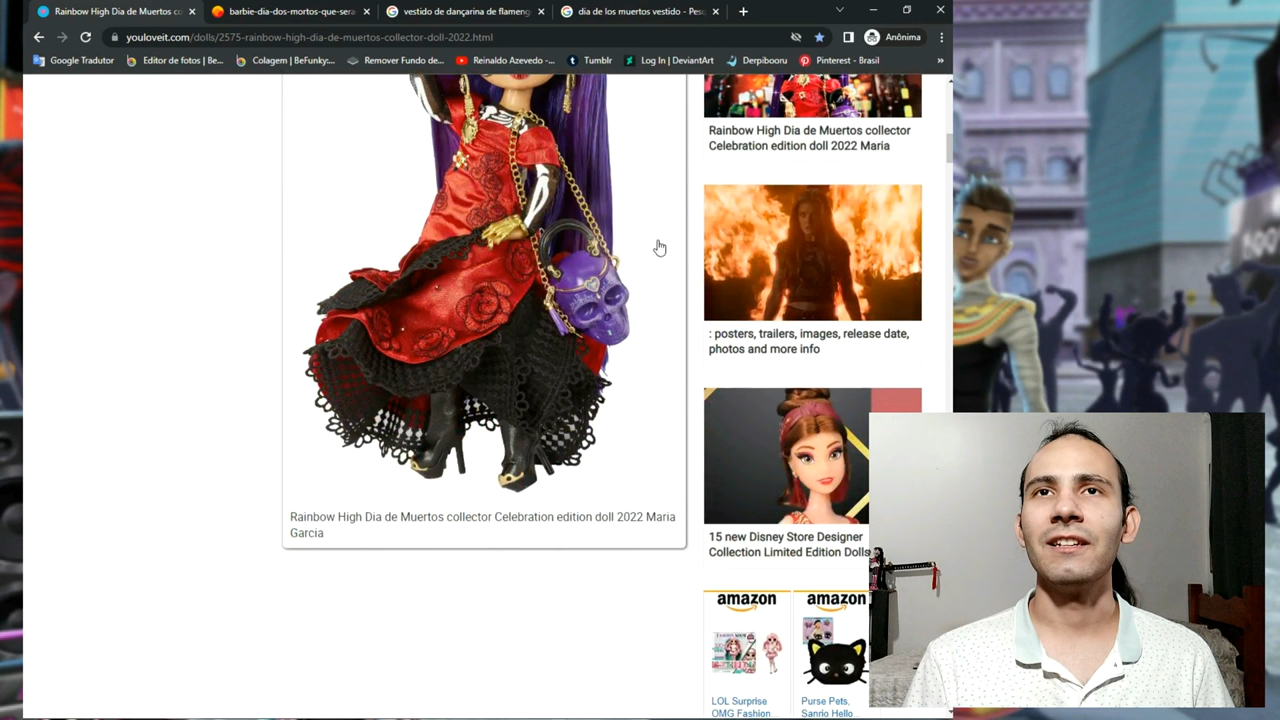 Rainbow High Dia de Muertos co
barbie-dia-dos-mortos-que-sera
vestido de dançarina de flameng
dia de los muertos vestido - Pesq
youloveit.com/dolls/2575-rainbow-high-dia-de-muertos-collector-doll-2022.html
Anônima
Google Tradutor
Editor de fotos | Be...
Colagem | BeFunky...
Remover Fundo de...
Reinaldo Azevedo -...
Tumblr
Log In | DeviantArt
Derpibooru
Pinterest - Brasil
»
Rainbow High Dia de Muertos collector
Celebration edition doll 2022 Maria
: posters, trailers, images, release date,
photos and more info
Rainbow High Dia de Muertos collector Celebration edition doll 2022 Maria
Garcia
15 new Disney Store Designer
Collection Limited Edition Dolls
amazon
LOL Surprise
OMG Fashion...
amazon
Purse Pets,
Sanrio Hello...